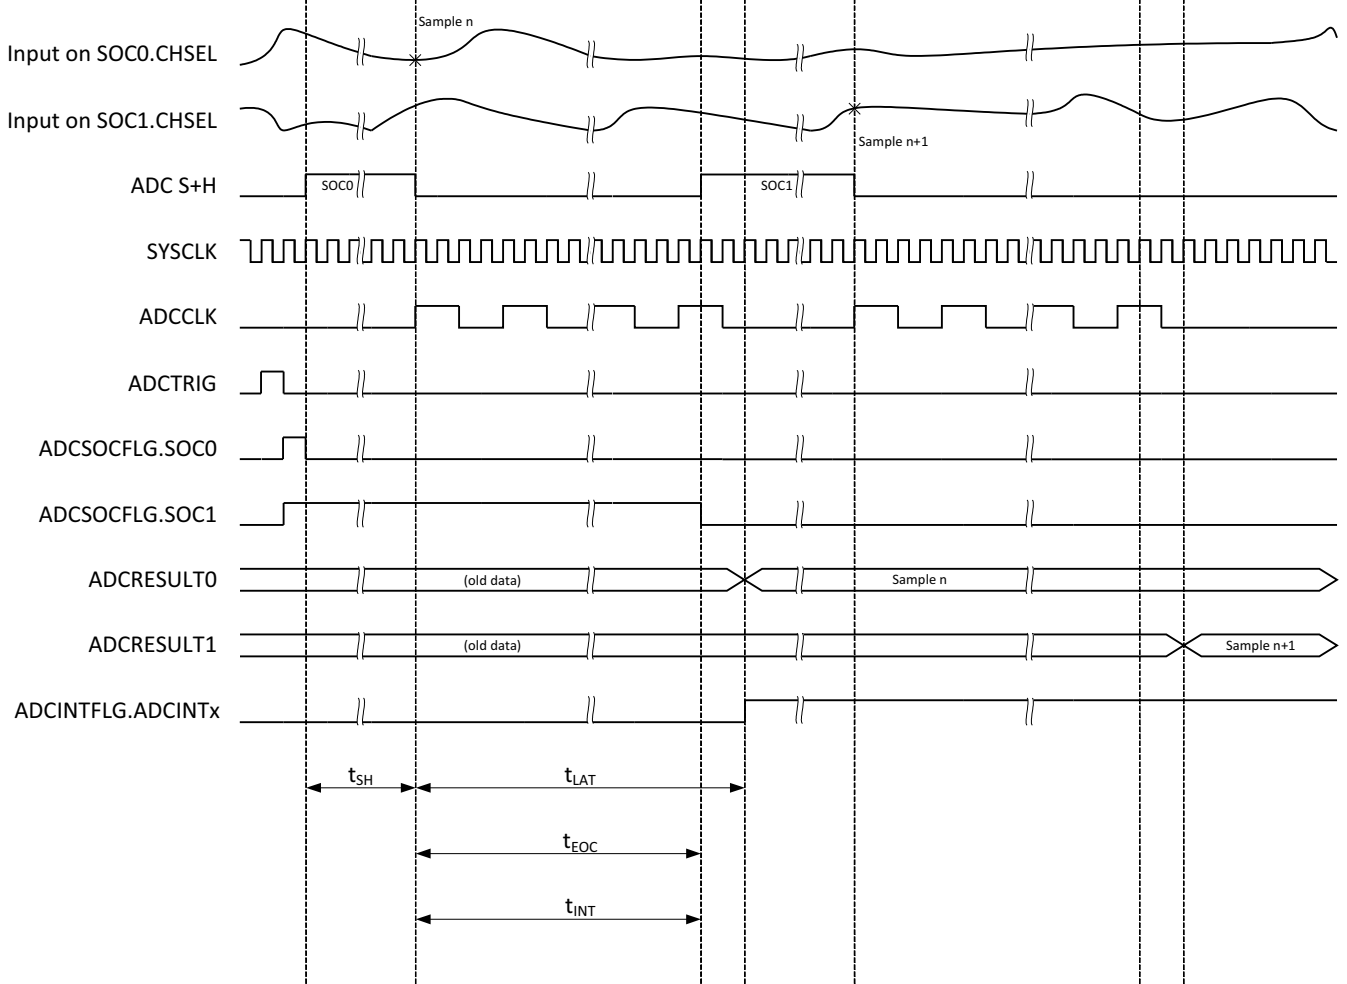 Sample n
Input on SOC0.CHSEL
Input on SOC1.CHSEL
Sample n+1
ADC S+H
SOC0
SOC1
SYSCLK
ADCCLK
ADCTRIG
ADCSOCFLG.SOC0
ADCSOCFLG.SOC1
ADCRESULT0
(old data)
Sample n
ADCRESULT1
(old data)
Sample n+1
ADCINTFLG.ADCINTx
tSH
tLAT
tEOC
tINT